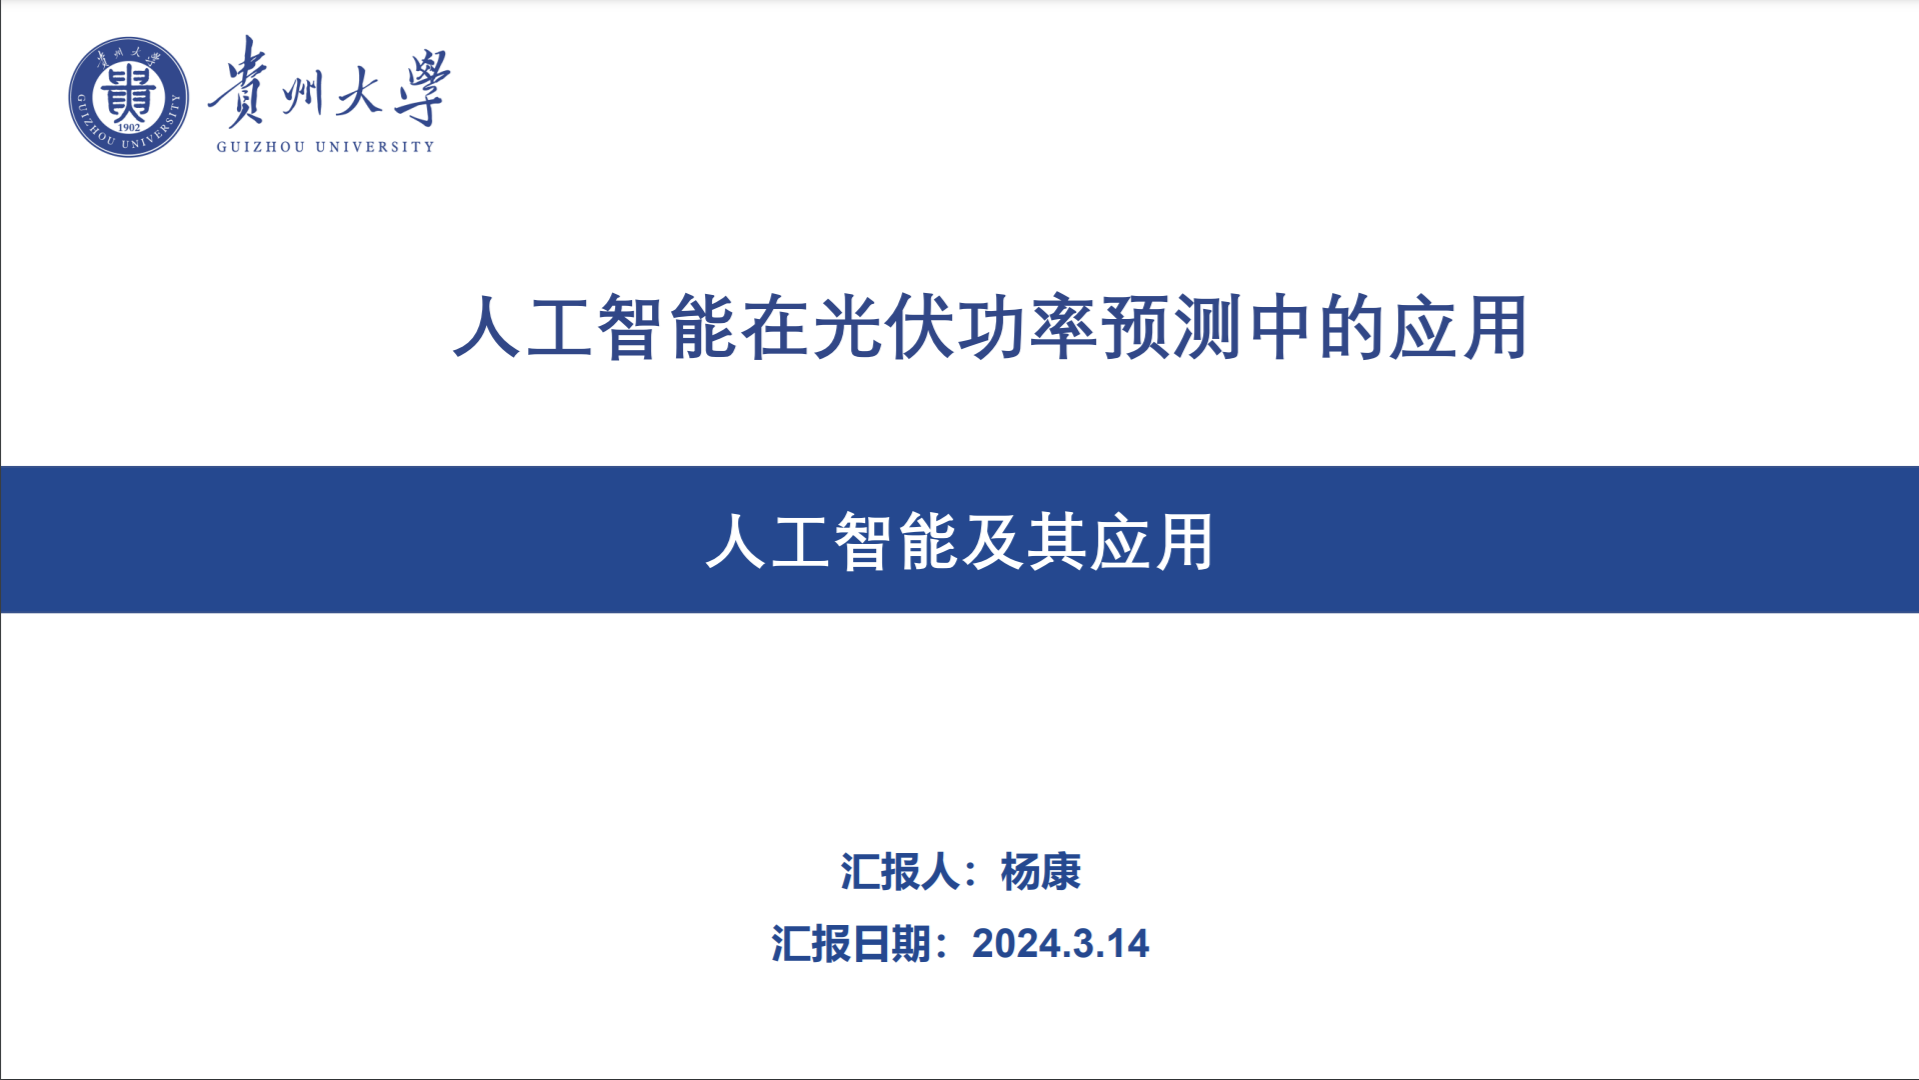 貴州大學
GUIZHOU UNIVERSITY
1902
貴州大學
GUIZHOU UNIVERSITY
人工智能在光伏功率预测中的应用
人工智能及其应用
汇报人：杨康
汇报日期：2024.3.14